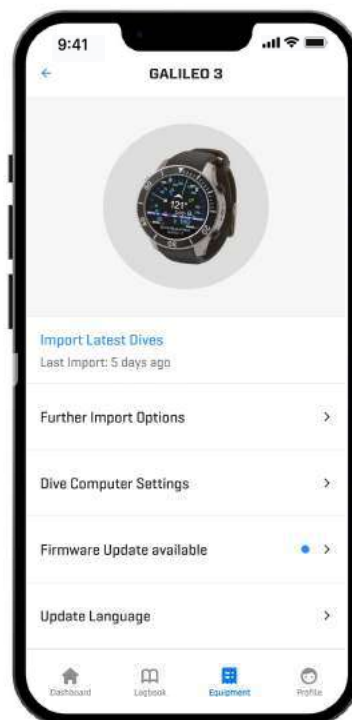 9:41
GALILEO 3
121°
Import Latest Dives
Last Import: 5 days ago
Further Import Options
Dive Computer Settings
Firmware Update available
Update Language
Dashboard
Logbook
Equipment
Profile